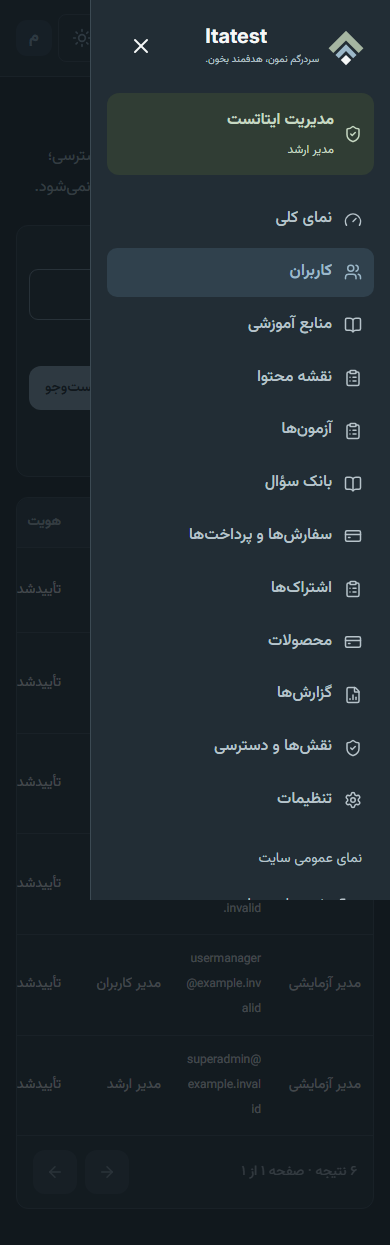 Itatest
سردرگم نمون، هدفمند بخون.
مدیریت ایتاتست
مدیر ارشد
نمای کلی
کاربران
منابع آموزشی
نقشه محتوا
آزمون‌ها
بانک سؤال
سفارش‌ها و پرداخت‌ها
اشتراک‌ها
محصولات
گزارش‌ها
نقش‌ها و دسترسی
تنظیمات
نمای عمومی سایت
م
نمی‌شود.
هویت
تأییدشد
تأییدشد
تأییدشد
تأییدشد
.invalid
مدیر آزمایشی
usermanager
@example.inv
alid
مدیر کاربران
تأییدشد
مدیر آزمایشی
superadmin@
example.inval
id
مدیر ارشد
تأییدشد
۶ نتیجه · صفحه ۱ از ۱